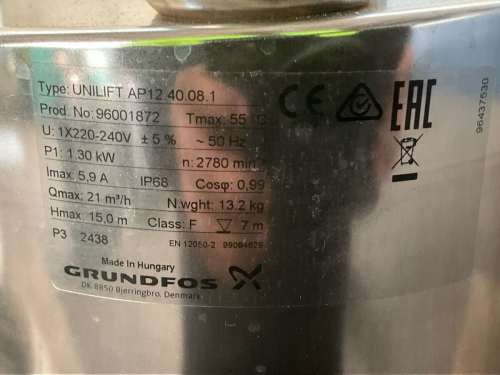 Type: UNILIFT AP12.40.08.1
Prod. No: 96001872 Tmax: 55 °C
U: 1X220-240V ± 5 % ~ 50 Hz
P1: 1.30 kW n: 2780 min⁻¹
Imax: 5,9 A IP68 Cosφ: 0,99
Qmax: 21 m³/h N.wght: 13.2 kg
Hmax: 15,0 m Class: F 7 m
P3 2438 EN 12050-2
Made in Hungary
GRUNDFOS
DK 8850 Bjerringbro, Denmark
CE EAC
96437530